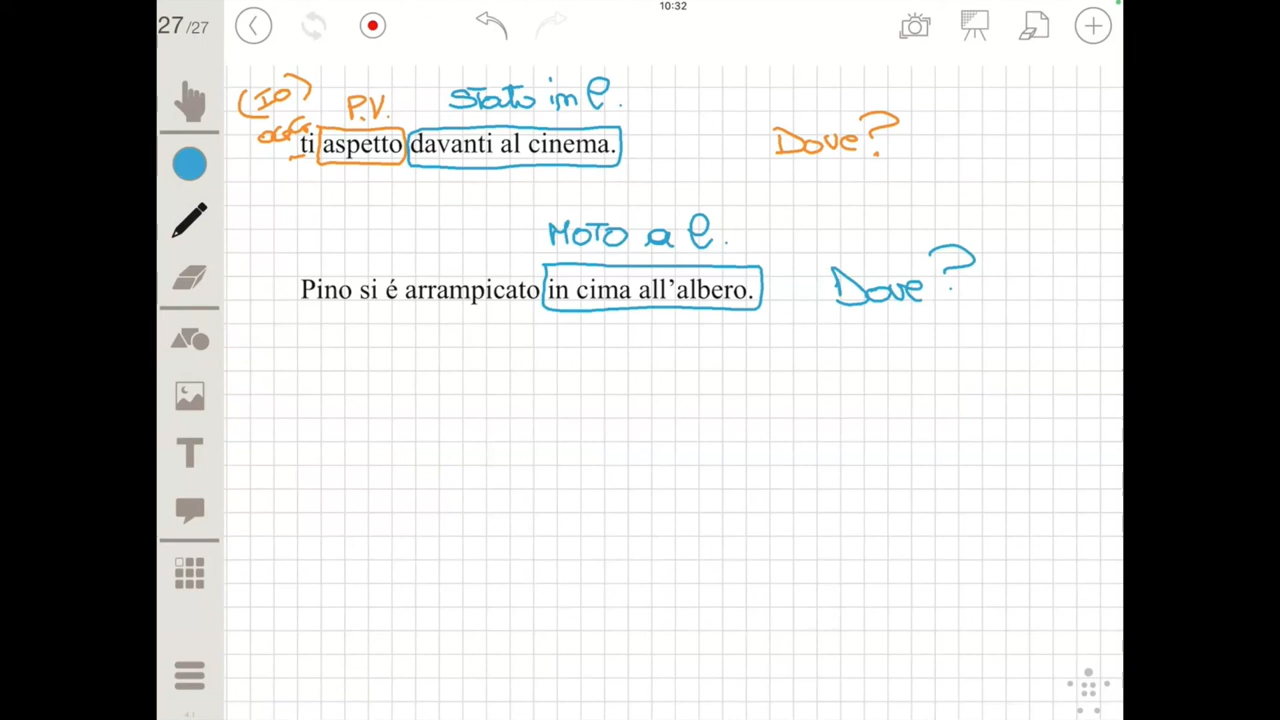 10:32
27/27
(IO) P.V. Stato in l.
ti aspetto davanti al cinema. Dove?
Moto a l.
Pino si é arrampicato in cima all'albero. Dove?
T